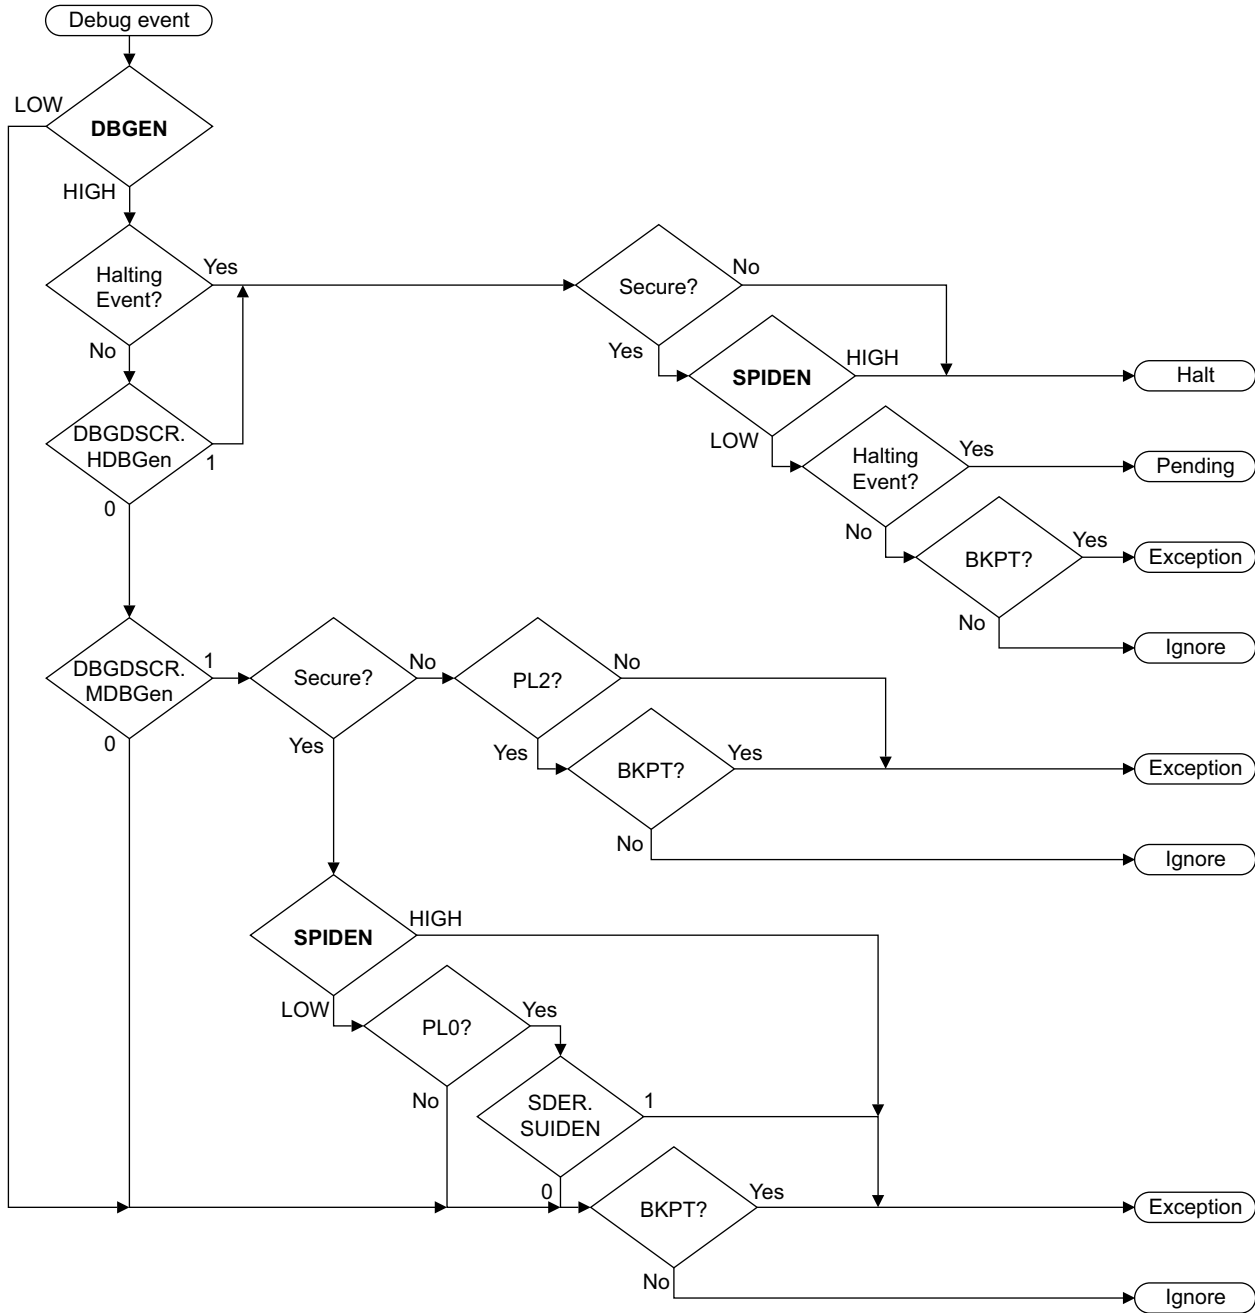 Debug event
LOW
DBGEN
HIGH
Halting
Event?
Yes
No
Secure?
No
Yes
SPIDEN
HIGH
Halt
LOW
DBGDSCR.
HDBGen
1
0
Halting
Event?
Yes
Pending
No
BKPT?
Yes
Exception
No
Ignore
DBGDSCR.
MDBGen
1
0
Secure?
No
Yes
PL2?
No
Yes
BKPT?
Yes
Exception
No
Ignore
SPIDEN
HIGH
LOW
PL0?
Yes
No
SDER.
SUIDEN
1
0
BKPT?
Yes
Exception
No
Ignore